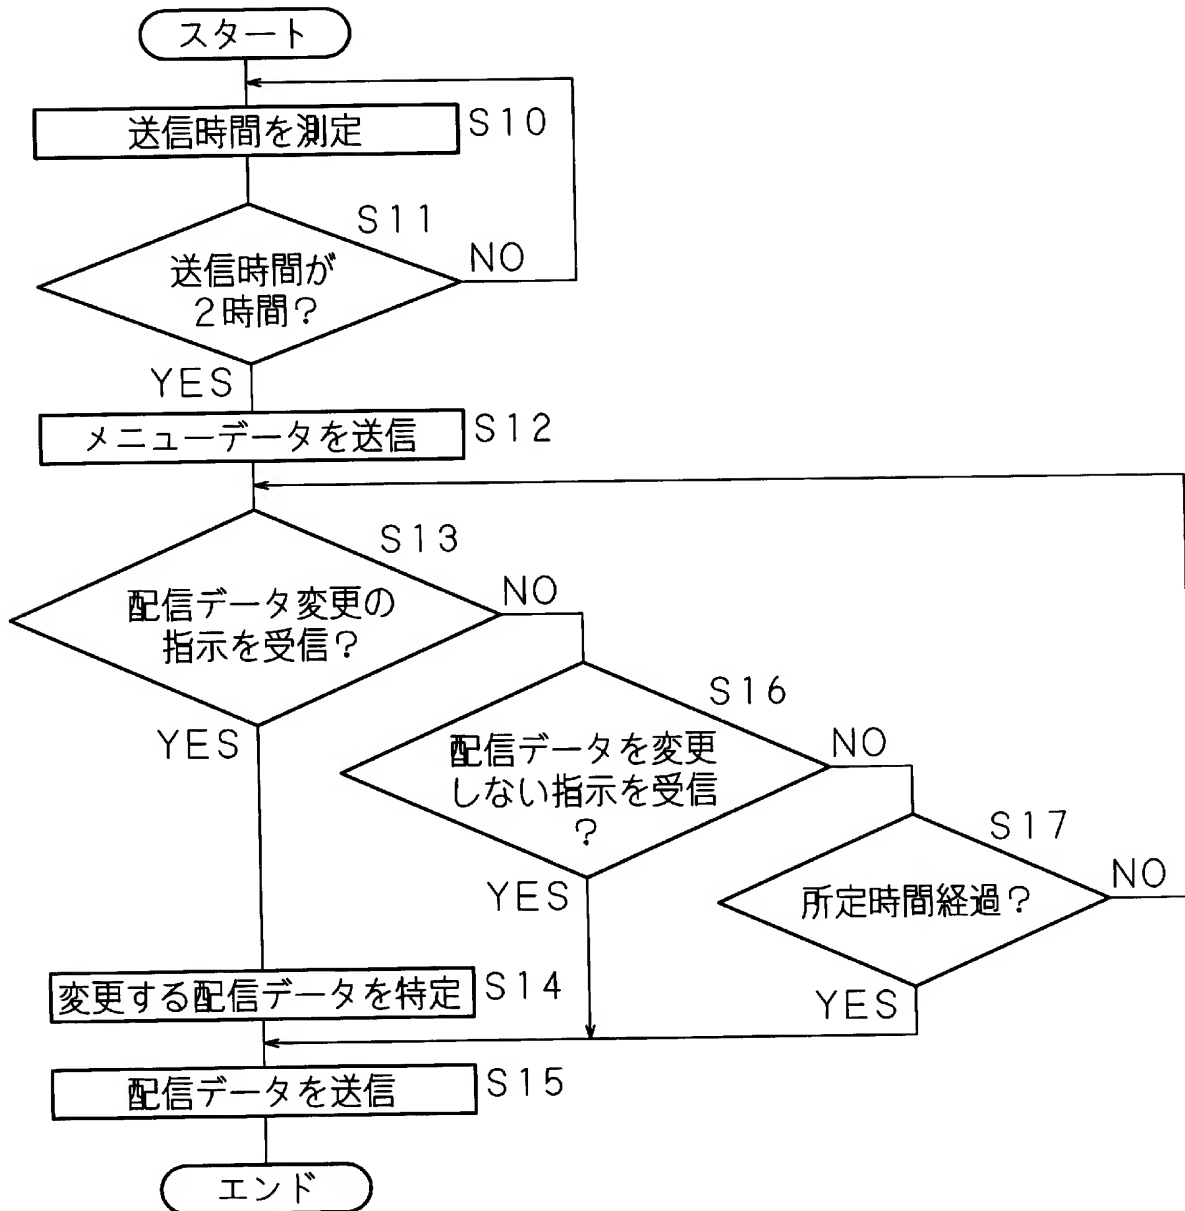 スタート
送信時間を測定
S10
S11
送信時間が
2時間?
NO
YES
メニューデータを送信
S12
S13
配信データ変更の
指示を受信?
NO
YES
S16
配信データを変更
しない指示を受信
?
NO
YES
S17
所定時間経過?
NO
YES
変更する配信データを特定
S14
配信データを送信
S15
エンド